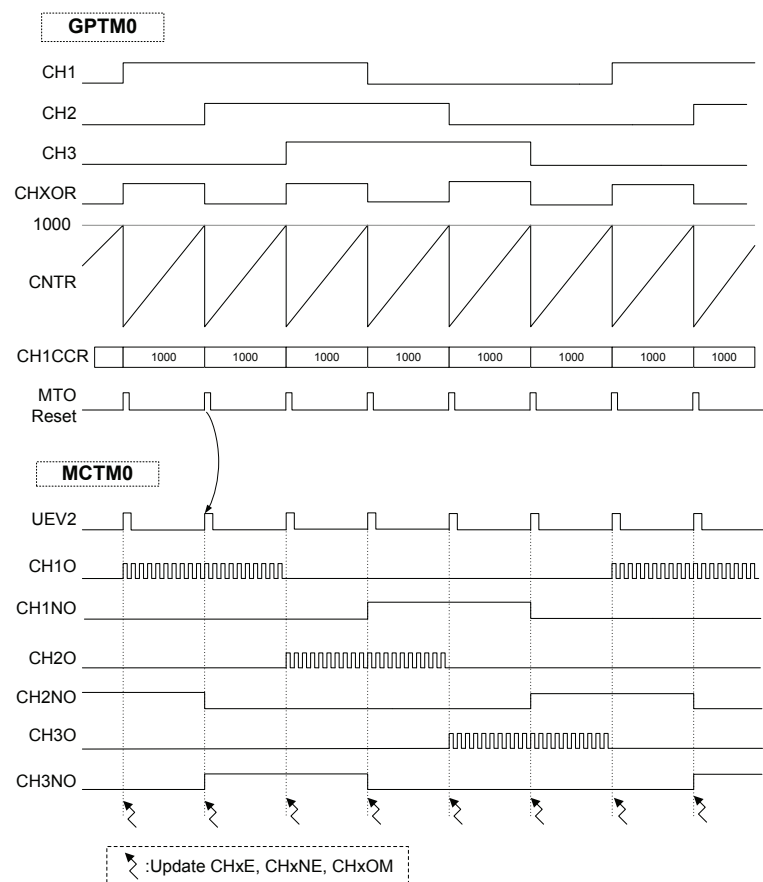 GPTM0
CH1
CH2
CH3
CHXOR
1000
CNTR
CH1CCR 1000 1000 1000 1000 1000 1000 1000 1000
MTO
Reset
MCTM0
UEV2
CH1O
CH1NO
CH2O
CH2NO
CH3O
CH3NO
:Update CHxE, CHxNE, CHxOM